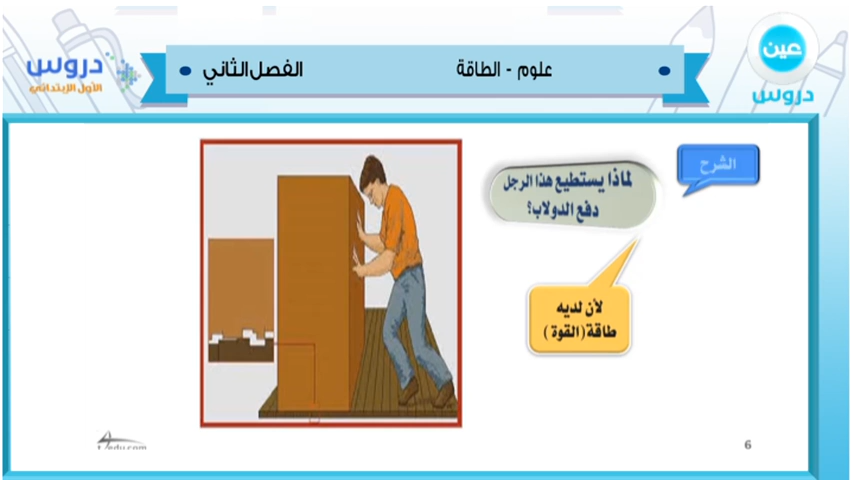 عين
دروس
علوم - الطاقة
الفصل الثاني
دروس
الأول الإبتدائي
الشرح
لماذا يستطيع هذا الرجل
دفع الدولاب؟
لأن لديه
طاقة (القوة)
6